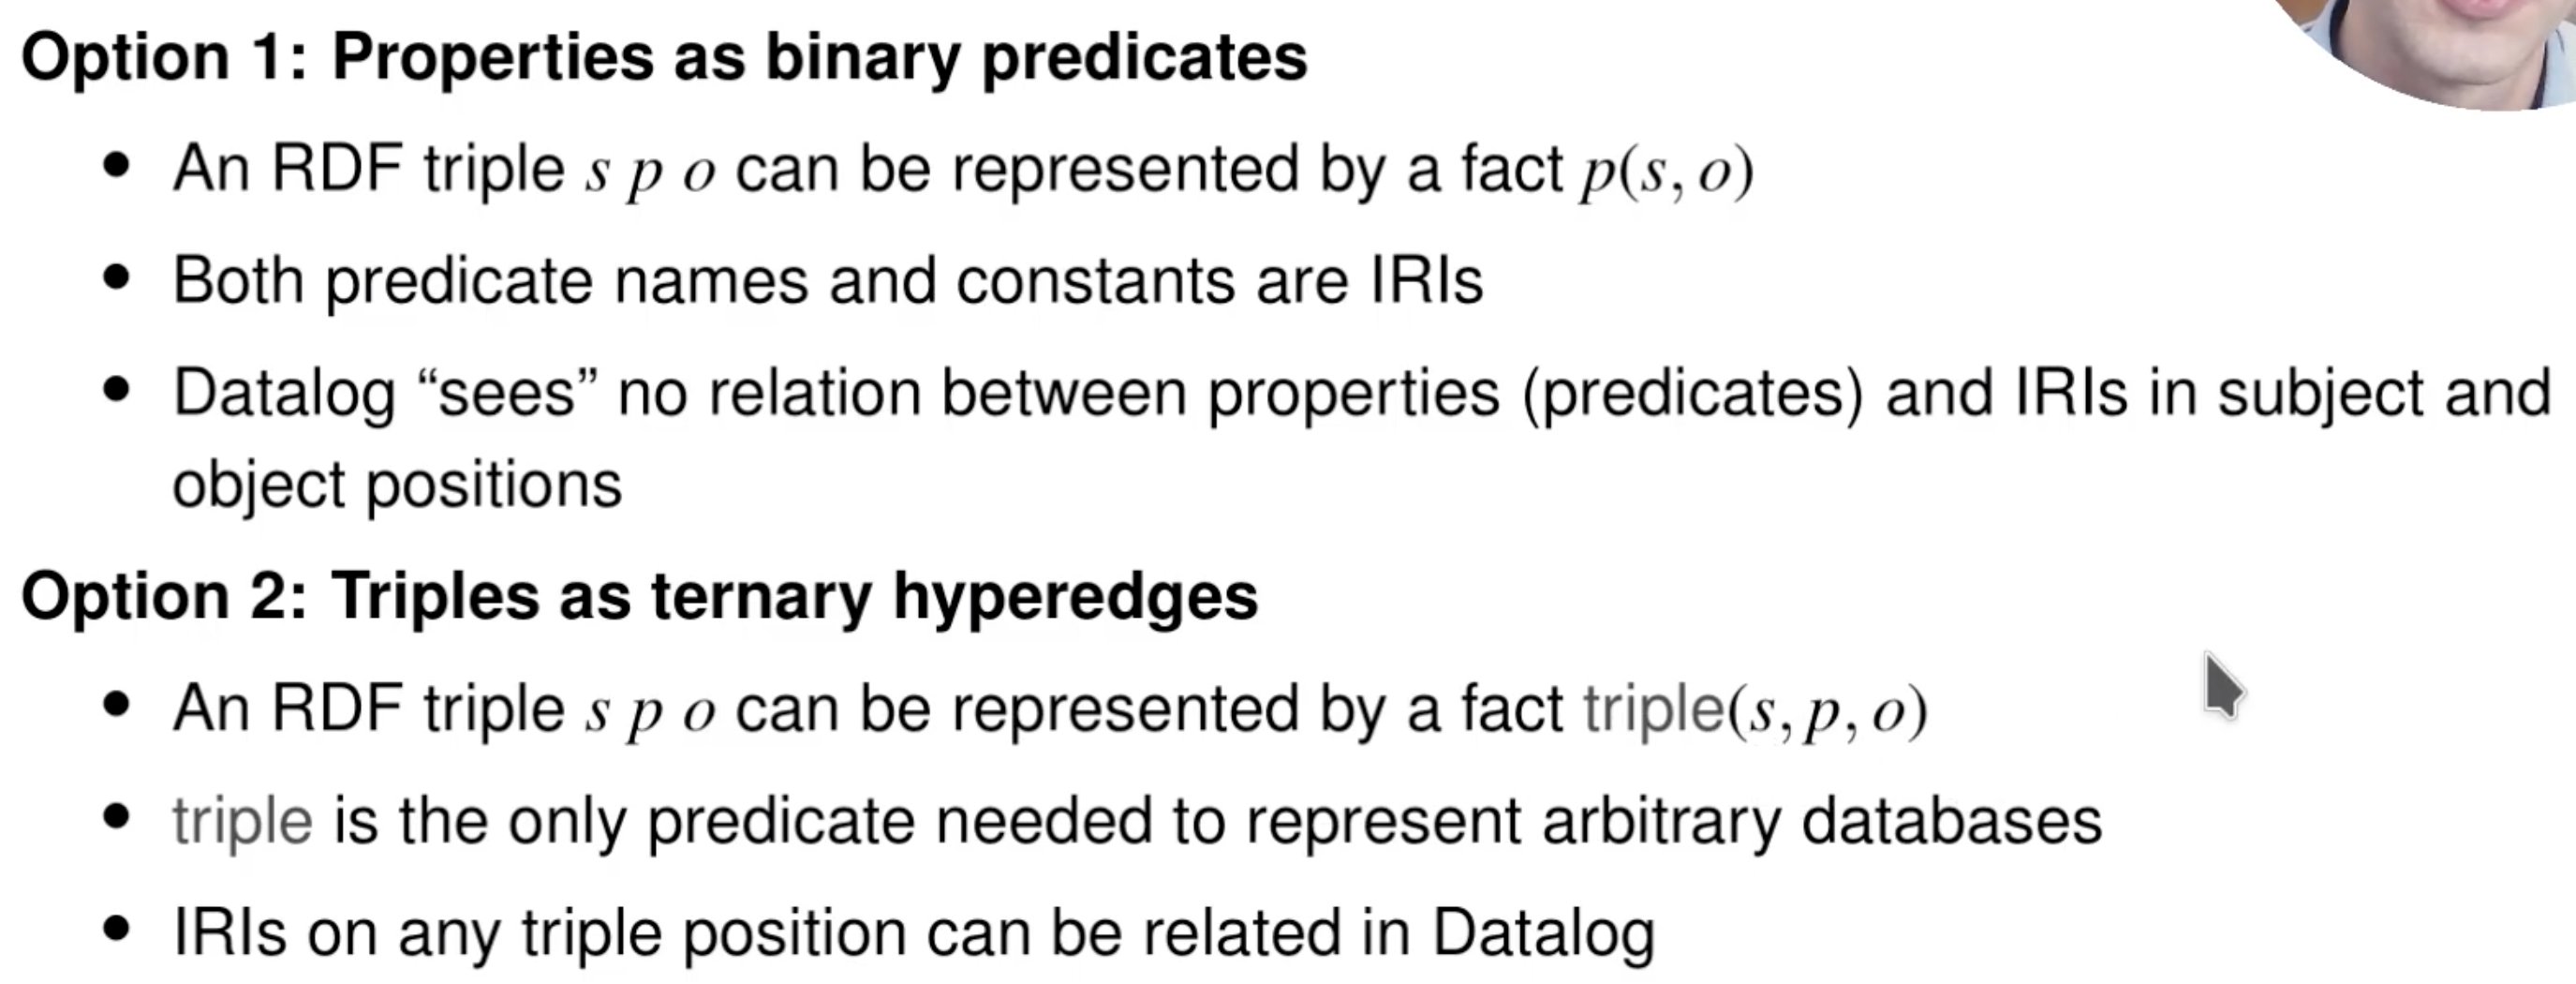 Option 1: Properties as binary predicates
• An RDF triple s p o can be represented by a fact p(s, o)
• Both predicate names and constants are IRIs
• Datalog “sees” no relation between properties (predicates) and IRIs in subject and
object positions
Option 2: Triples as ternary hyperedges
• An RDF triple s p o can be represented by a fact triple(s, p, o)
• triple is the only predicate needed to represent arbitrary databases
• IRIs on any triple position can be related in Datalog